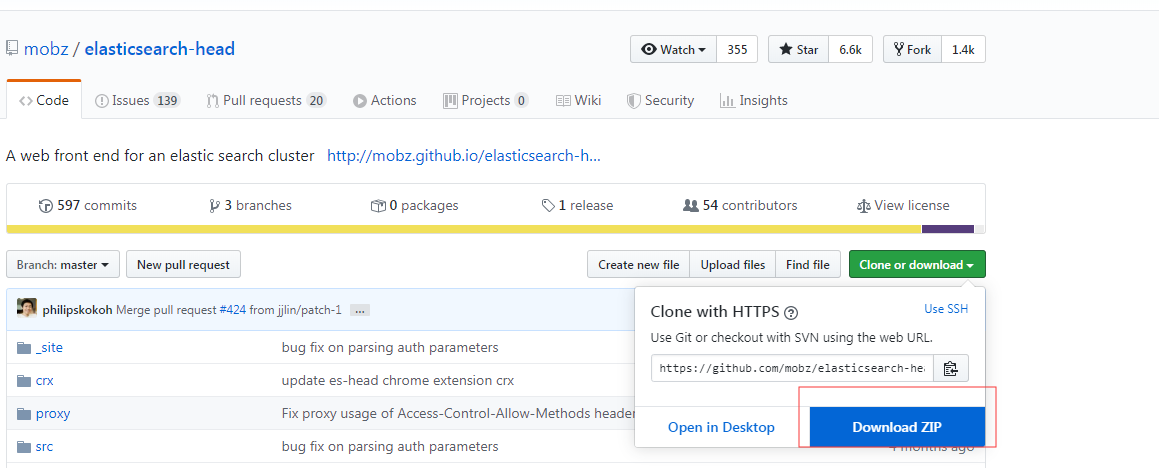 mobz / elasticsearch-head Watch 355 Star 6.6k Fork 1.4k
Code Issues 139 Pull requests 20 Actions Projects 0 Wiki Security Insights
A web front end for an elastic search cluster http://mobz.github.io/elasticsearch-h...
597 commits 3 branches 0 packages 1 release 54 contributors View license
Branch: master New pull request Create new file Upload files Find file Clone or download
philipskokoh Merge pull request #424 from jjlin/patch-1 ...
_site bug fix on parsing auth parameters
crx update es-head chrome extension crx
proxy Fix proxy usage of Access-Control-Allow-Methods header
src bug fix on parsing auth parameters 4 months ago
Clone with HTTPS Use SSH
Use Git or checkout with SVN using the web URL.
https://github.com/mobz/elasticsearch-hea
Open in Desktop Download ZIP